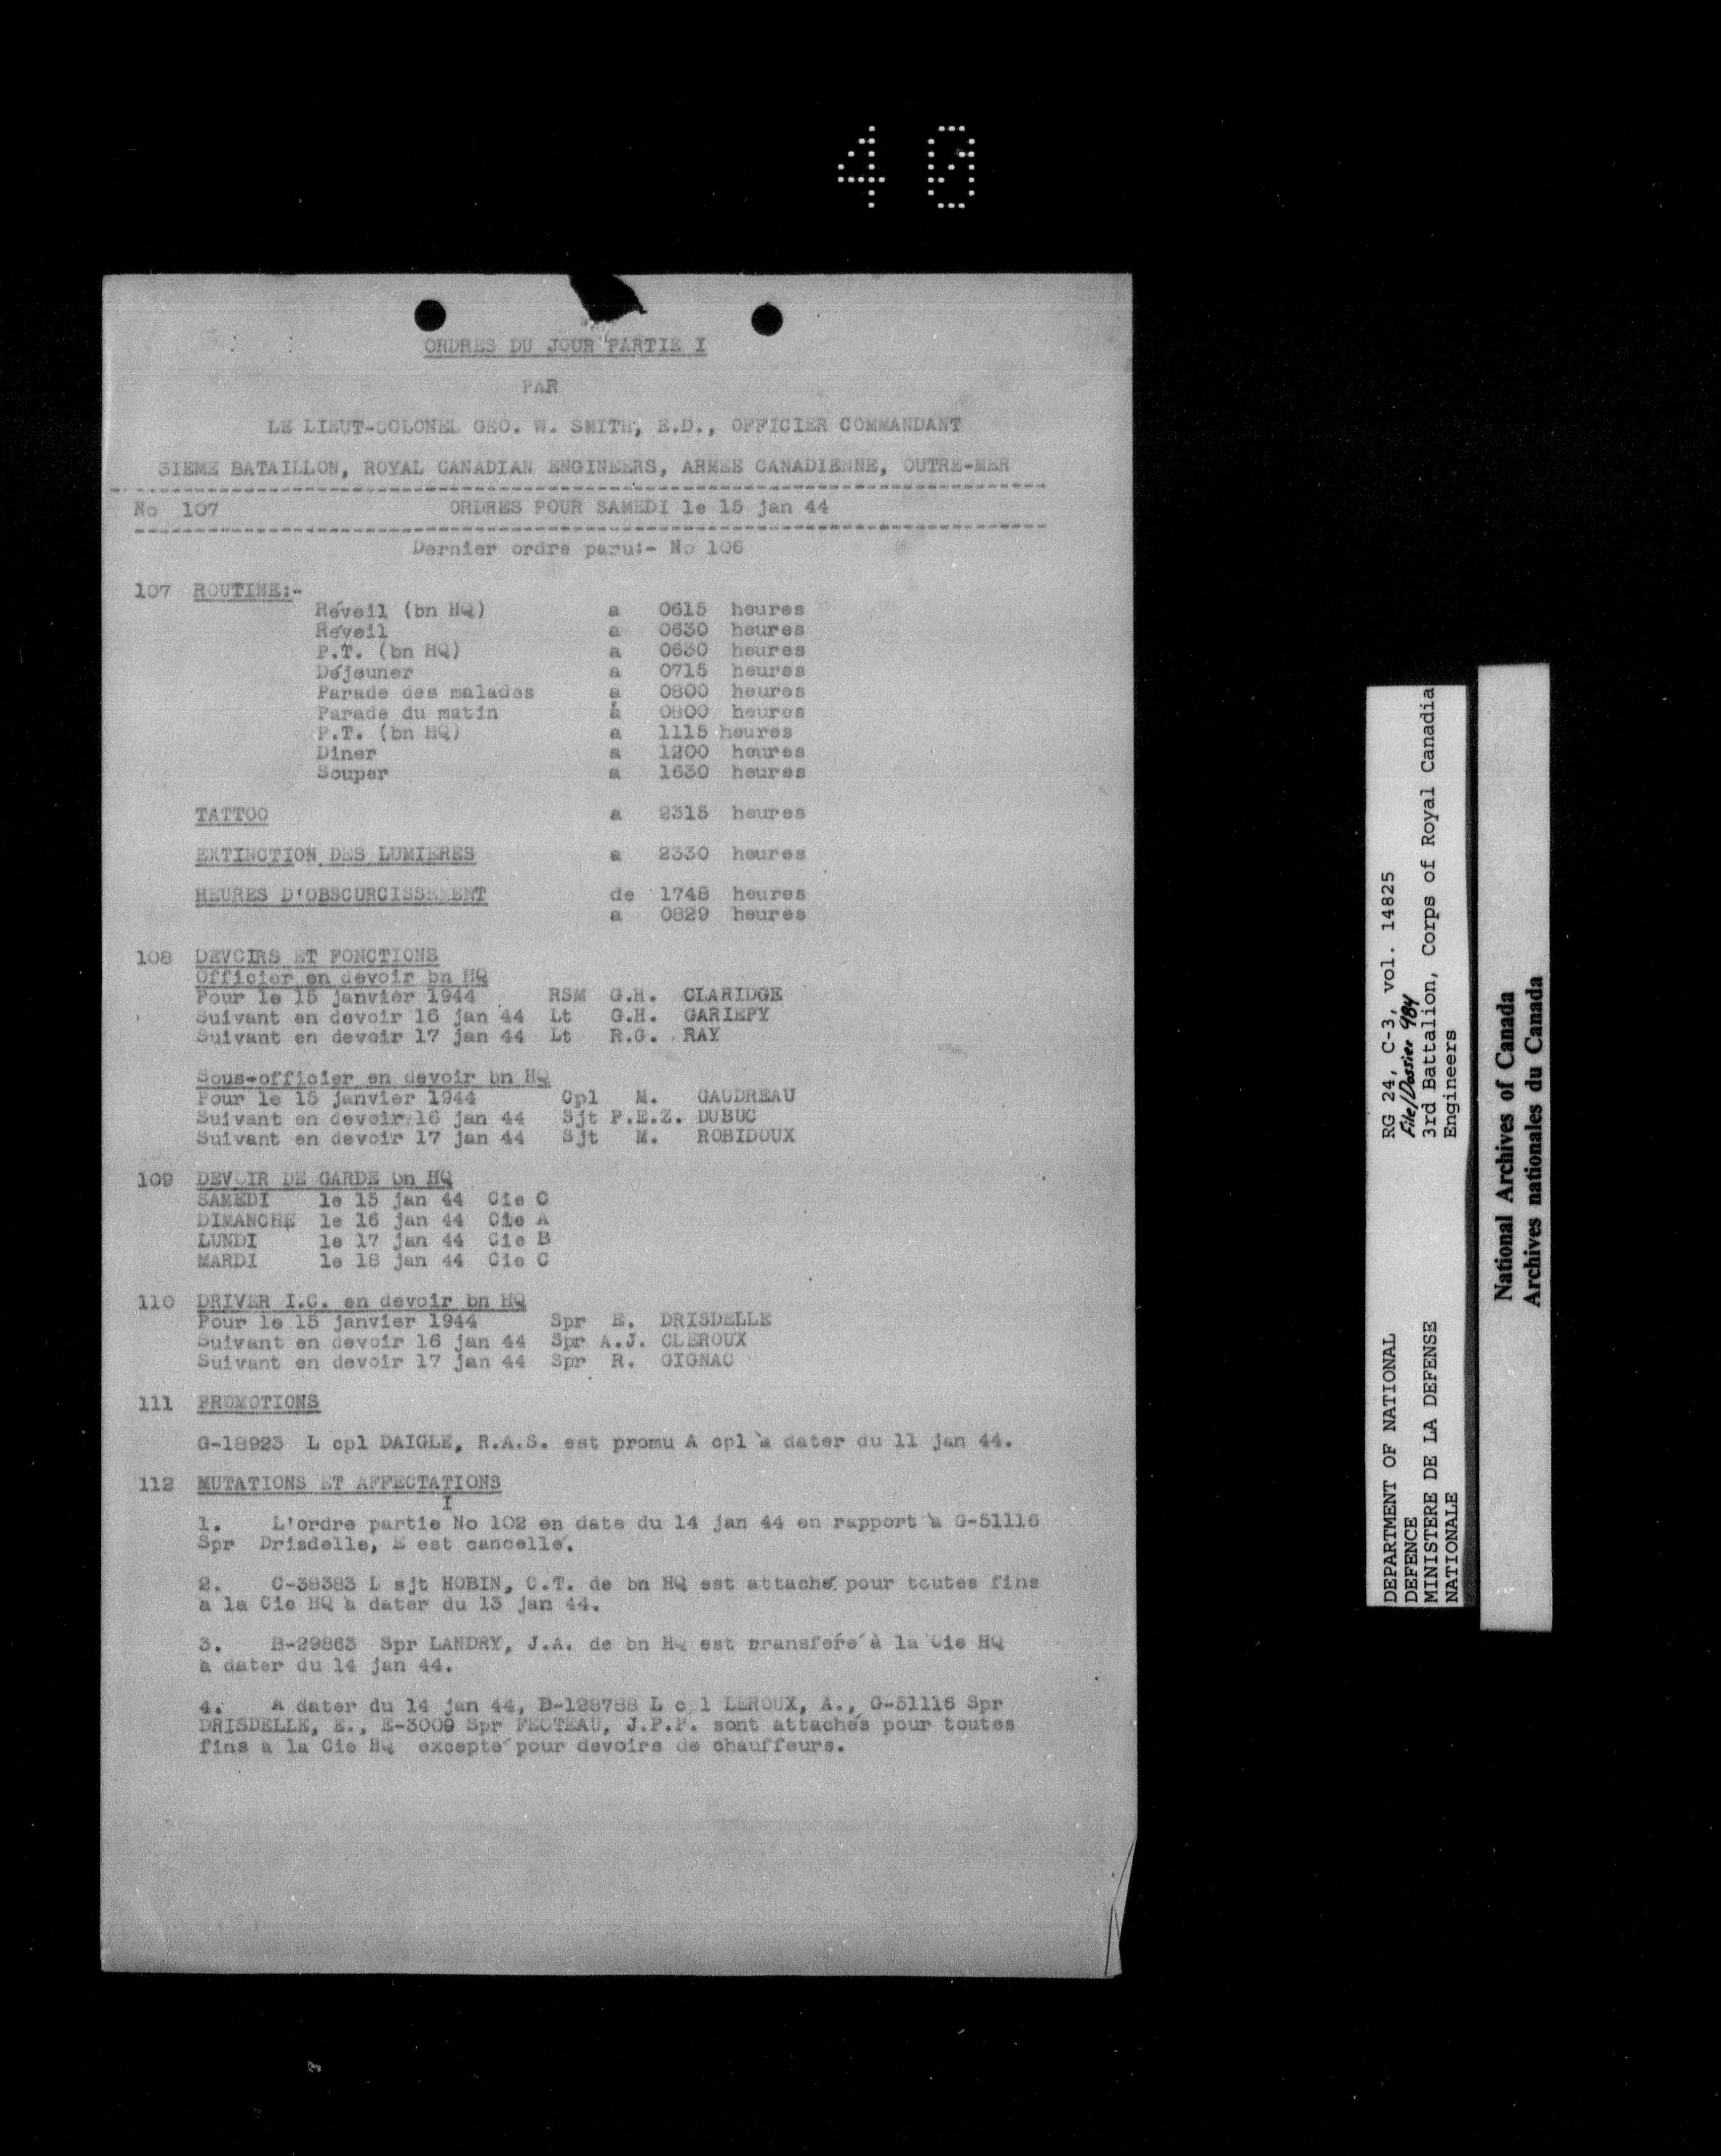 40
ORDRES DU JOUR PARTIE I
PAR
LE LIEUT-COLONEL GEO. W. SMITH, E.D., OFFICIER COMMANDANT
3IEME BATAILLON, ROYAL CANADIAN ENGINEERS, ARMEE CANADIENNE, OUTRE-MER
No 107 ORDRES POUR SAMEDI le 15 jan 44
Dernier ordre paru:- No 106
107 ROUTINE:-
Réveil (bn HQ) a 0615 heures
Réveil a 0630 heures
P.T. (bn HQ) a 0630 heures
Déjeuner a 0715 heures
Parade des malades a 0800 heures
Parade du matin à 0800 heures
P.T. (bn HQ) a 1115 heures
Diner a 1200 heures
Souper a 1630 heures
TATTOO a 2315 heures
EXTINCTION DES LUMIERES a 2330 heures
HEURES D'OBSCURCISSEMENT de 1748 heures
a 0829 heures
108 DEVOIRS ET FONCTIONS
Officier en devoir bn HQ
Pour le 15 janvier 1944 RSM G.H. CLARIDGE
Suivant en devoir 16 jan 44 Lt G.H. GARIEPY
Suivant en devoir 17 jan 44 Lt R.G. RAY
Sous-officier en devoir bn HQ
Pour le 15 janvier 1944 Cpl M. GAUDREAU
Suivant en devoir 16 jan 44 Sjt P.E.Z. DUBUC
Suivant en devoir 17 jan 44 Sjt M. ROBIDOUX
109 DEVOIR DE GARDE bn HQ
SAMEDI le 15 jan 44 Cie C
DIMANCHE le 16 jan 44 Cie A
LUNDI le 17 jan 44 Cie B
MARDI le 18 jan 44 Cie C
110 DRIVER I.C. en devoir bn HQ
Pour le 15 janvier 1944 Spr E. DRISDELLE
Suivant en devoir 16 jan 44 Spr A.J. CLEROUX
Suivant en devoir 17 jan 44 Spr R. GIGNAC
111 PROMOTIONS
G-18923 L cpl DAIGLE, R.A.S. est promu A cpl à dater du 11 jan 44.
112 MUTATIONS ET AFFECTATIONS
I
1. L'ordre partie No 102 en date du 14 jan 44 en rapport à G-51116
Spr Drisdelle, E est cancellé.
2. C-38383 L sjt HOBIN, C.T. de bn HQ est attaché pour toutes fins
a la Cie HQ à dater du 13 jan 44.
3. B-29863 Spr LANDRY, J.A. de bn HQ est transferé à la Cie HQ
à dater du 14 jan 44.
4. A dater du 14 jan 44, B-128788 L cpl LEROUX, A., G-51116 Spr
DRISDELLE, E., E-3009 Spr FECTEAU, J.P.P. sont attachés pour toutes
fins à la Cie HQ excepté pour devoirs de chauffeurs.
DEPARTMENT OF NATIONAL
DEFENCE
MINISTERE DE LA DEFENSE
NATIONALE
RG 24, C-3, vol. 14825
File/Dossier 984
3rd Battalion, Corps of Royal Canadia
Engineers
National Archives of Canada
Archives nationales du Canada